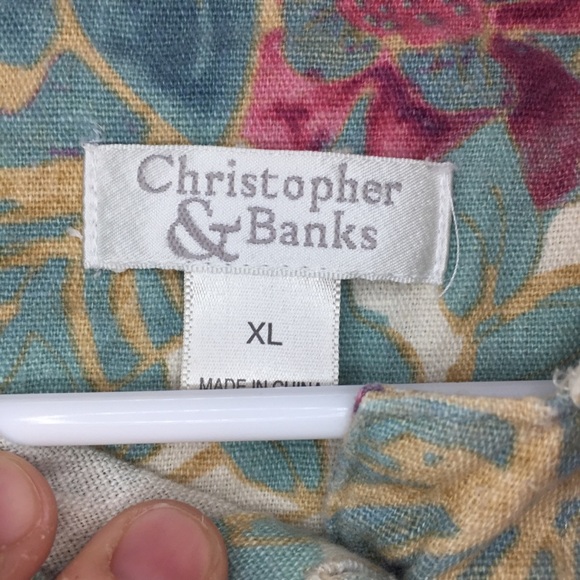 Christopher
& Banks
XL
MADE IN CHINA